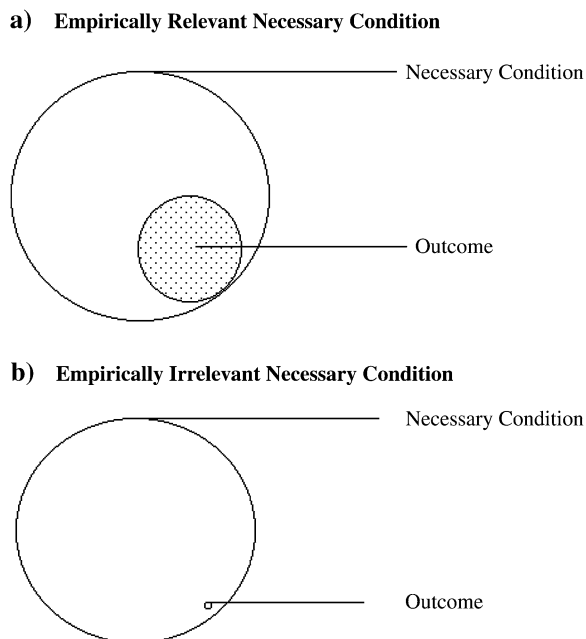 a) Empirically Relevant Necessary Condition
Necessary Condition
Outcome
b) Empirically Irrelevant Necessary Condition
Necessary Condition
Outcome